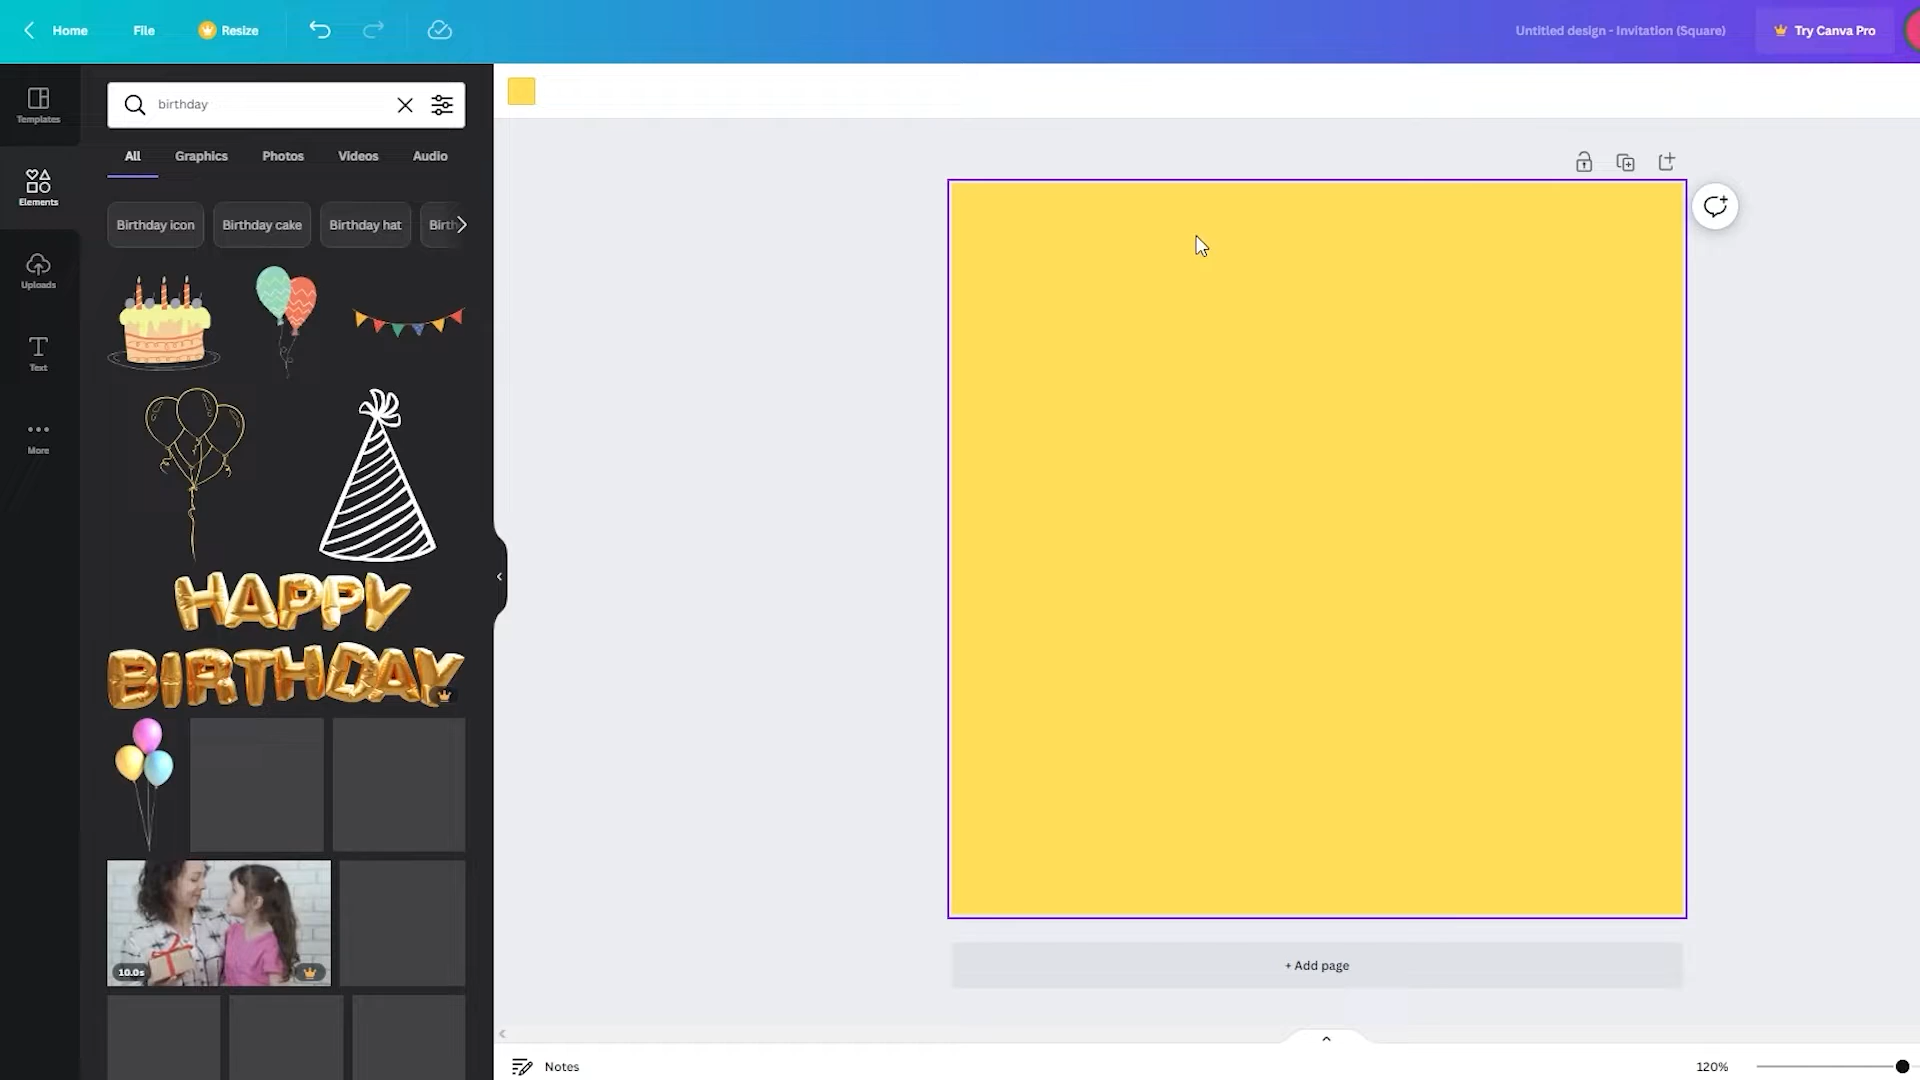 Home
File
Resize
Untitled design - Invitation (Square)
Try Canva Pro
Templates
Elements
Uploads
Text
More
birthday
All
Graphics
Photos
Videos
Audio
Birthday icon
Birthday cake
Birthday hat
Birth
HAPPY
BIRTHDAY
10.0s
+ Add page
Notes
120%